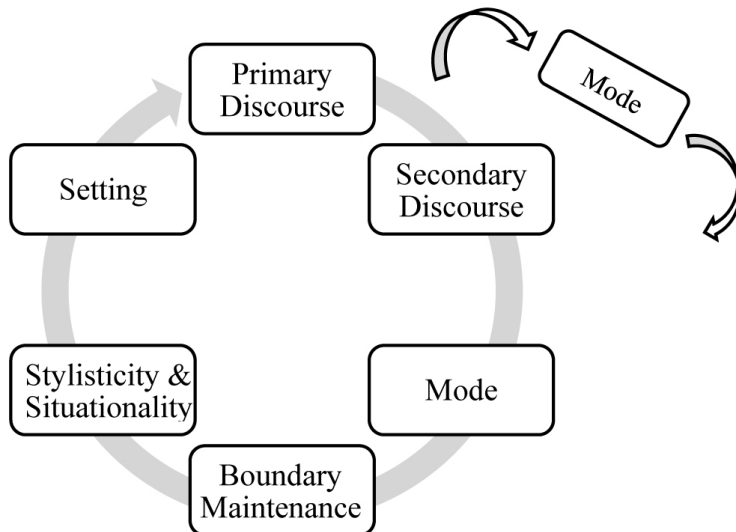 Primary
Discourse
Mode
Secondary
Discourse
Setting
Mode
Stylisticity &
Situationality
Boundary
Maintenance